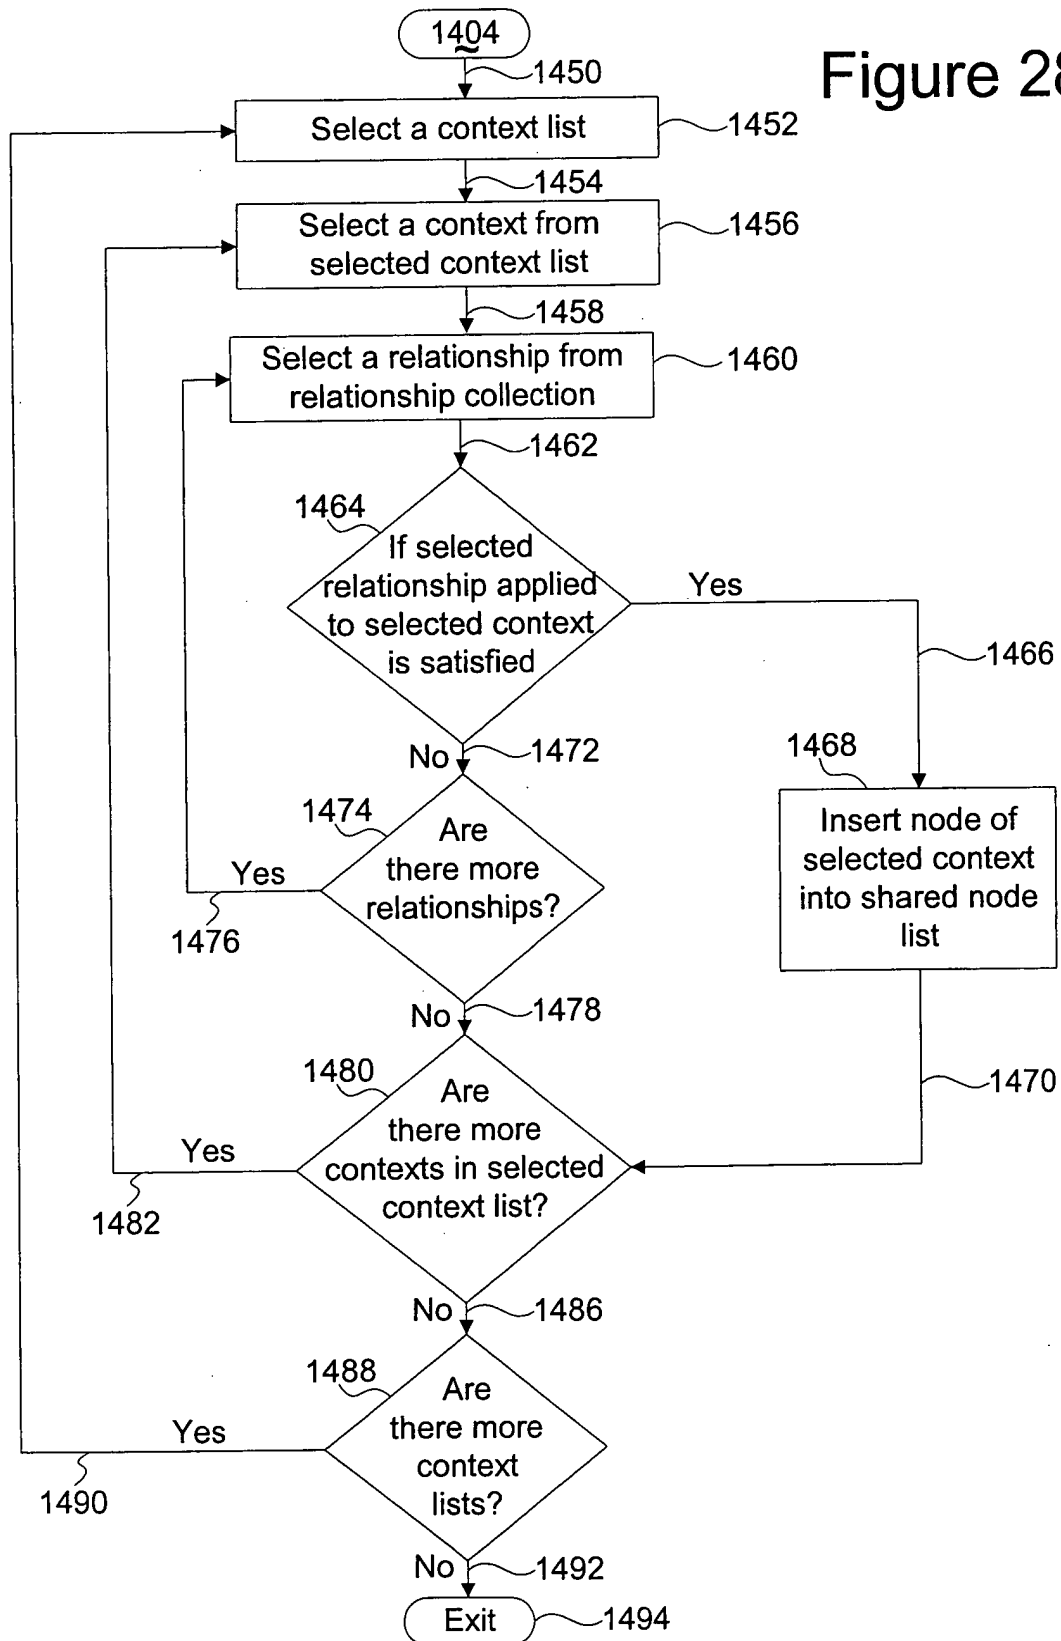 1404
Figure 28
1450
Select a context list
1452
1454
Select a context from
selected context list
1456
1458
Select a relationship from
relationship collection
1460
1462
1464
If selected
relationship applied
to selected context
is satisfied
Yes
1466
No
1472
1468
Insert node of
selected context
into shared node
list
1474
Are
there more
relationships?
Yes
1476
No
1478
1470
1480
Are
there more
contexts in selected
context list?
Yes
1482
No
1486
1488
Are
there more
context
lists?
Yes
1490
No
1492
Exit
1494